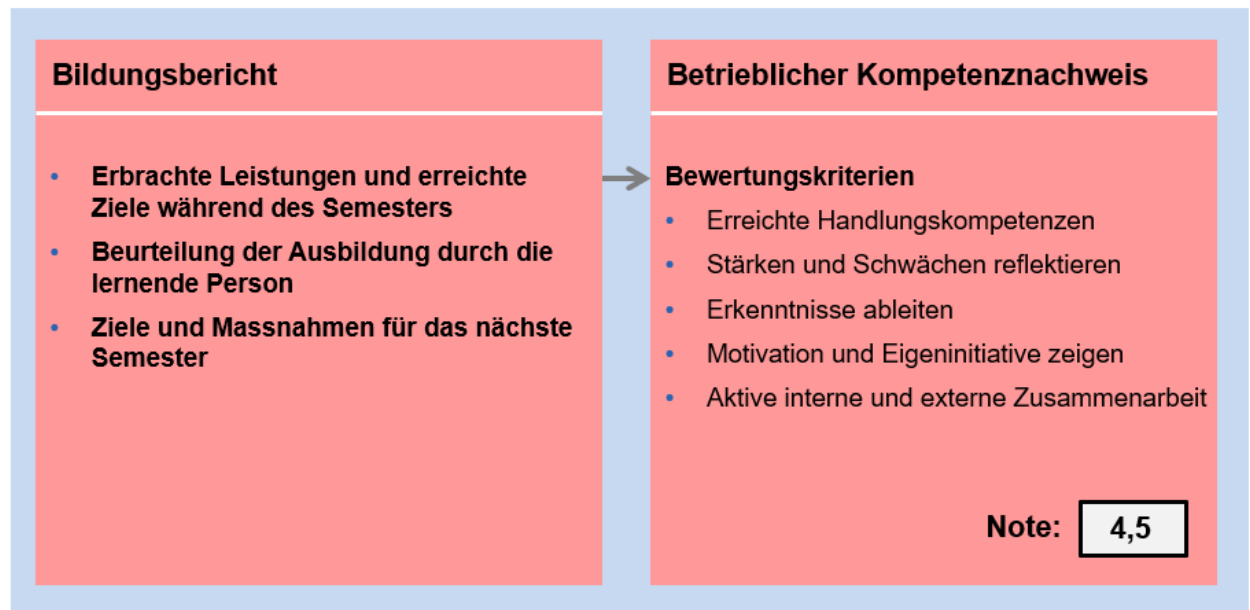 Bildungsbericht
• Erbrachte Leistungen und erreichte
Ziele während des Semesters
• Beurteilung der Ausbildung durch die
lernende Person
• Ziele und Massnahmen für das nächste
Semester
Betrieblicher Kompetenznachweis
Bewertungskriterien
• Erreichte Handlungskompetenzen
• Stärken und Schwächen reflektieren
• Erkenntnisse ableiten
• Motivation und Eigeninitiative zeigen
• Aktive interne und externe Zusammenarbeit
Note: 4,5